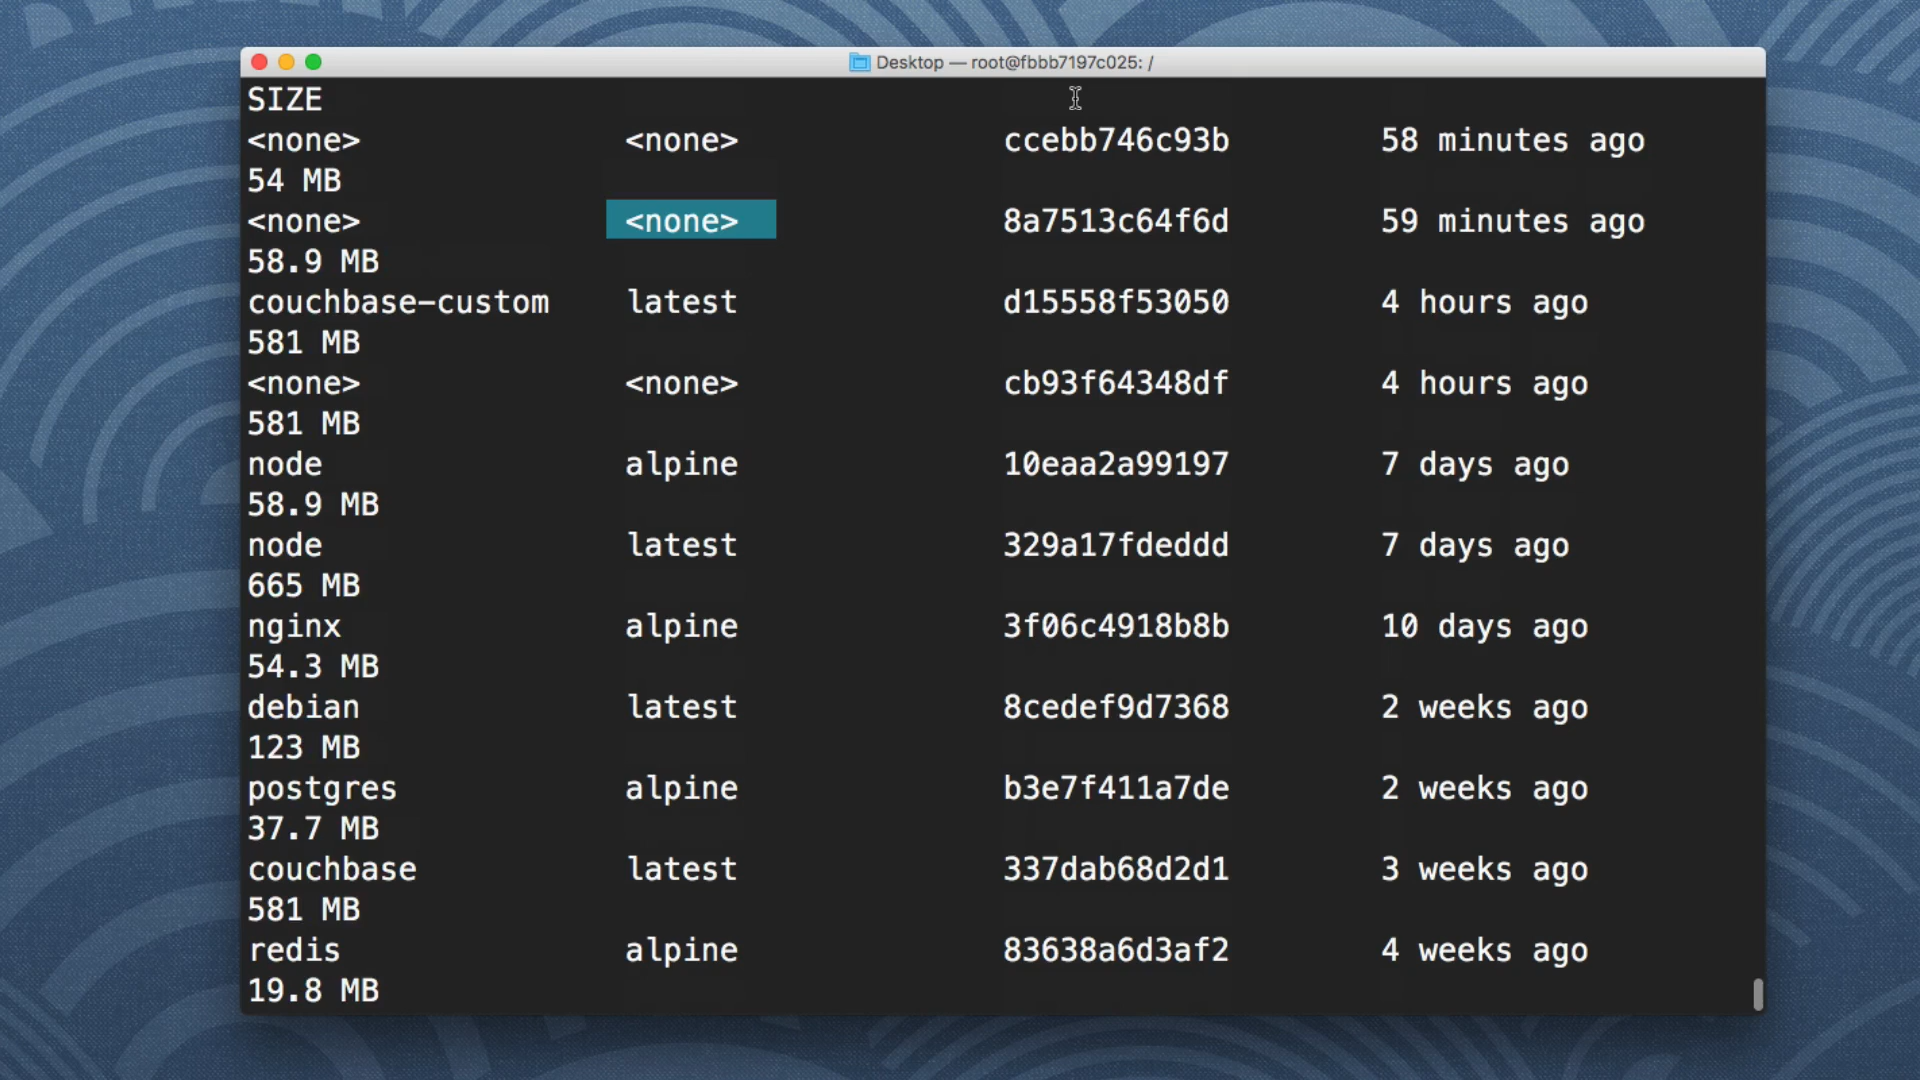 Desktop — root@fbbb7197c025: /
SIZE
<none> <none> ccebb746c93b 58 minutes ago
54 MB
<none> <none> 8a7513c64f6d 59 minutes ago
58.9 MB
couchbase-custom latest d15558f53050 4 hours ago
581 MB
<none> <none> cb93f64348df 4 hours ago
581 MB
node alpine 10eaa2a99197 7 days ago
58.9 MB
node latest 329a17fdeddd 7 days ago
665 MB
nginx alpine 3f06c4918b8b 10 days ago
54.3 MB
debian latest 8cedef9d7368 2 weeks ago
123 MB
postgres alpine b3e7f411a7de 2 weeks ago
37.7 MB
couchbase latest 337dab68d2d1 3 weeks ago
581 MB
redis alpine 83638a6d3af2 4 weeks ago
19.8 MB